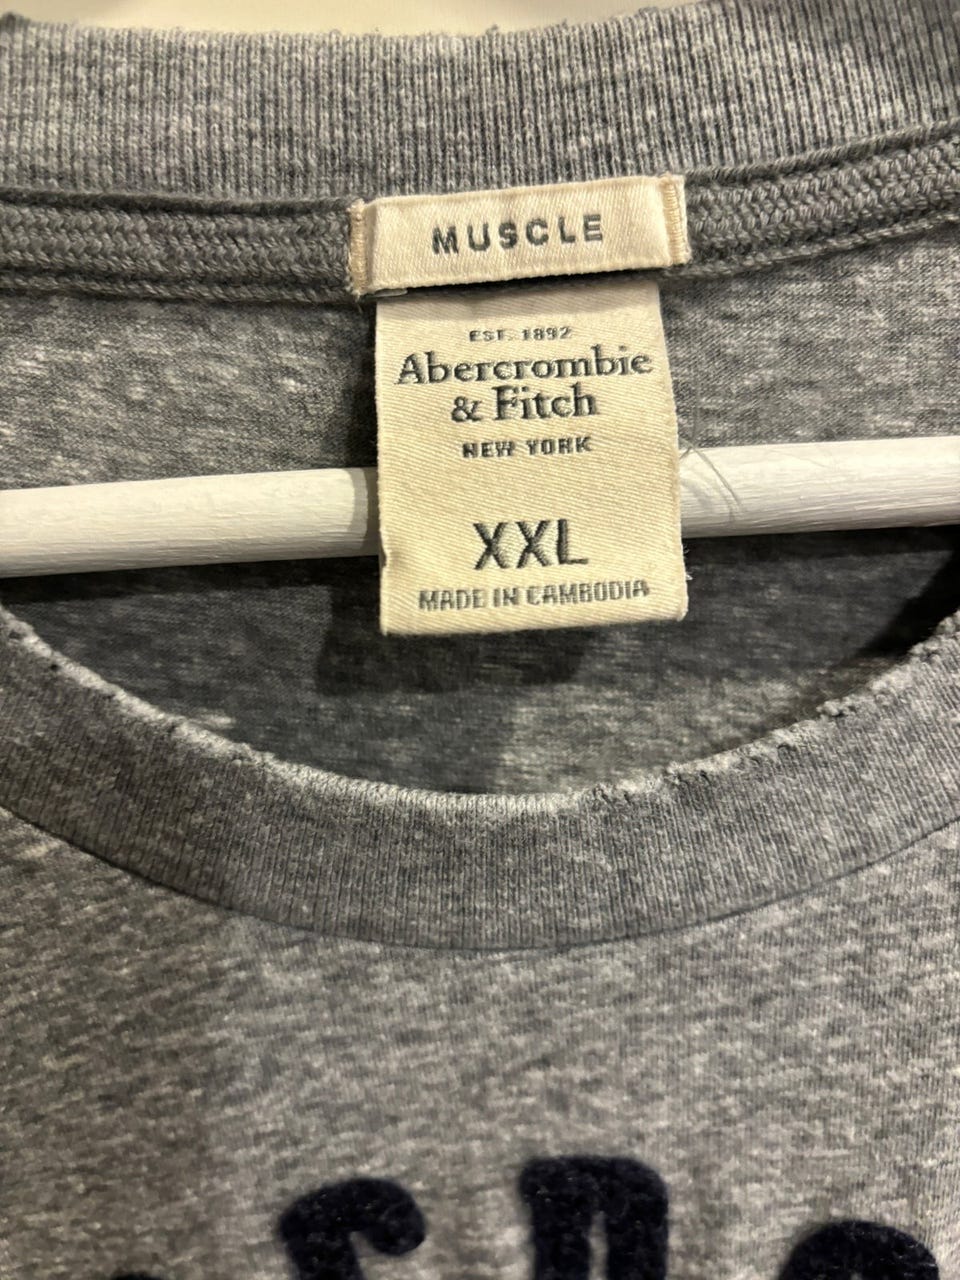 MUSCLE
EST. 1892
Abercrombie
& Fitch
NEW YORK
XXL
MADE IN CAMBODIA